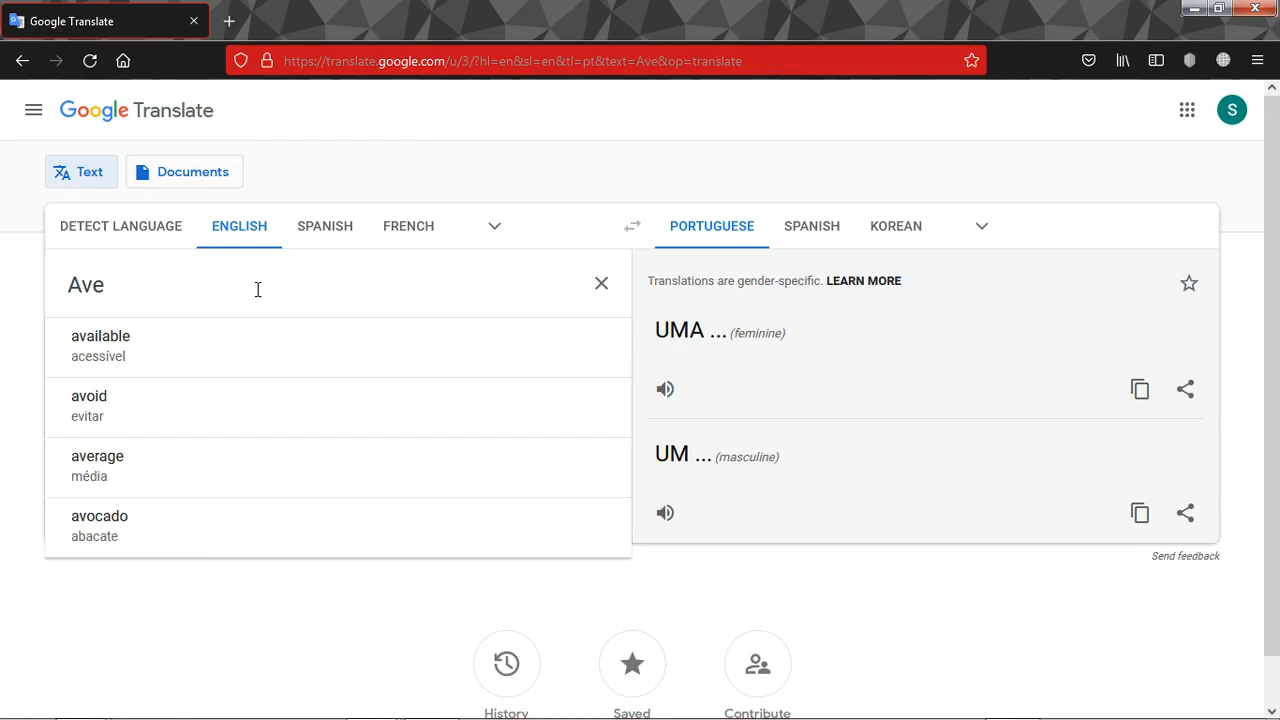 Google Translate
https://translate.google.com/u/3/?hl=en&sl=en&tl=pt&text=Ave&op=translate
Google Translate
S
Text
Documents
DETECT LANGUAGE
ENGLISH
SPANISH
FRENCH
PORTUGUESE
SPANISH
KOREAN
Ave
available
acessível
avoid
evitar
average
média
avocado
abacate
Translations are gender-specific. LEARN MORE
UMA ... (feminine)
UM ... (masculine)
Send feedback
History
Saved
Contribute